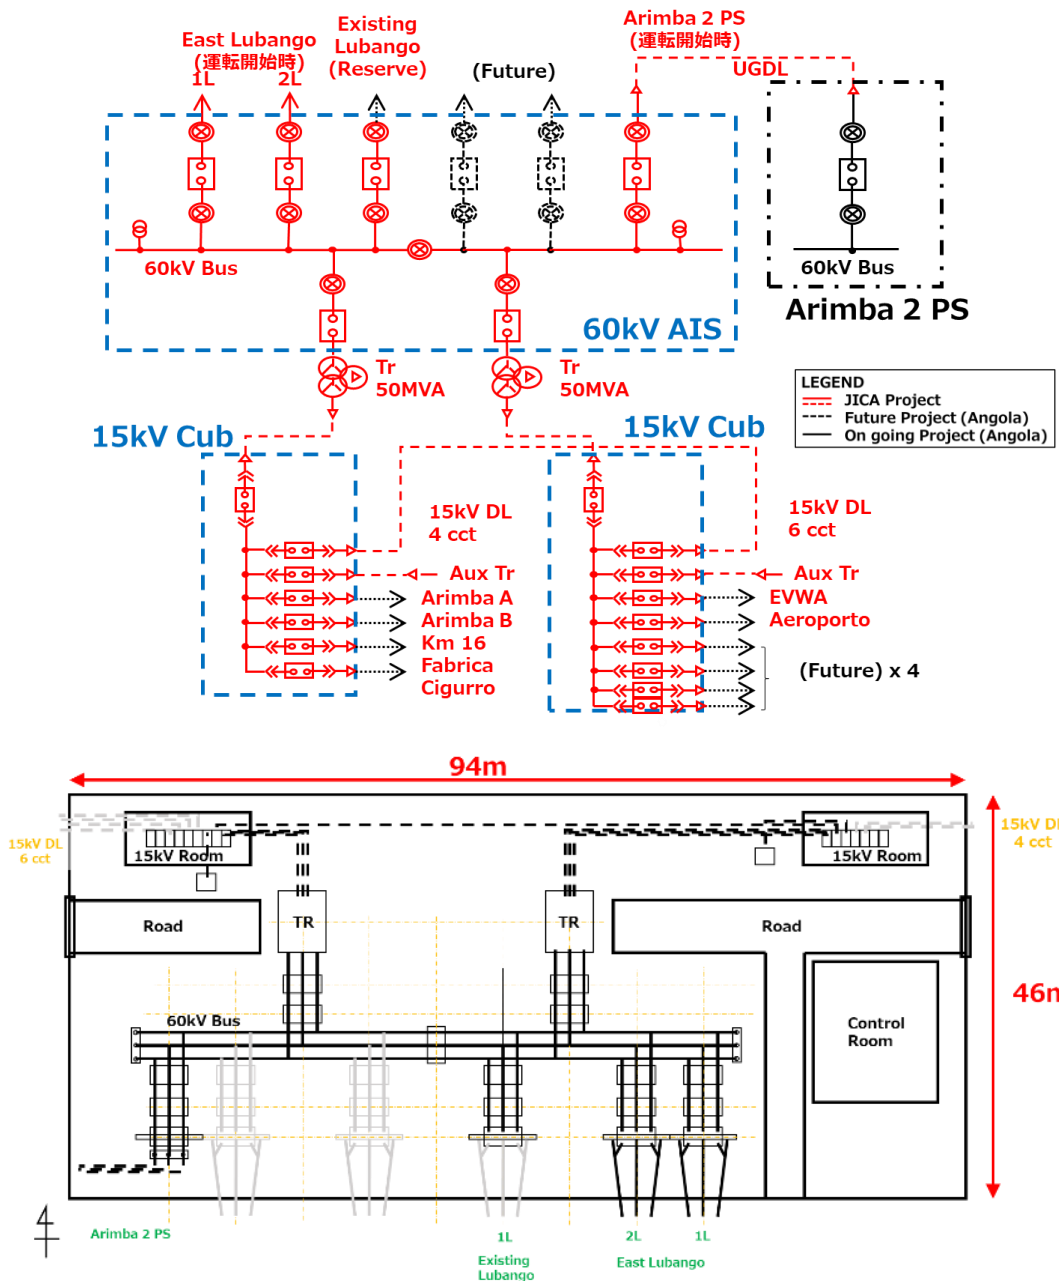 East Lubango
(運転開始時)
1L
2L
Existing
Lubango
(Reserve)
(Future)
Arimba 2 PS
(運転開始時)
UGDL
60kV Bus
60kV AIS
60kV Bus
Arimba 2 PS
Tr
50MVA
Tr
50MVA
LEGEND
JICA Project
Future Project (Angola)
On going Project (Angola)
15kV Cub
15kV Cub
15kV DL
4 cct
Aux Tr
Arimba A
Arimba B
Km 16
Fabrica
Cigurro
15kV DL
6 cct
Aux Tr
EVWA
Aeroporto
(Future) x 4
94m
15kV DL
6 cct
15kV Room
15kV Room
15kV DL
4 cct
Road
TR
TR
Road
46m
60kV Bus
Control
Room
4
Arimba 2 PS
1L
Existing
Lubango
2L
1L
East Lubango